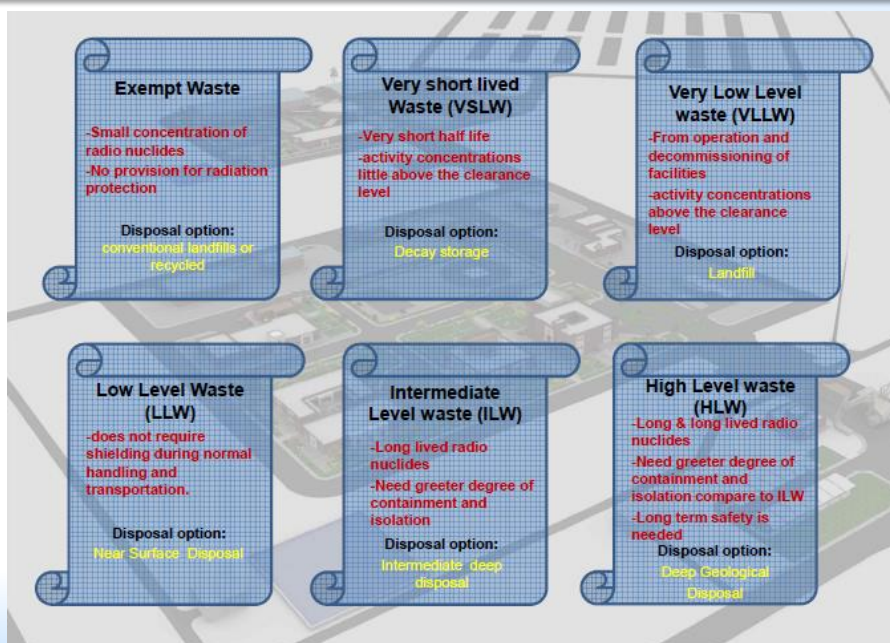 Exempt Waste
-Small concentration of
radio nuclides
-No provision for radiation
protection
Disposal option:
conventional landfills or
recycled
Very short lived
Waste (VSLW)
-Very short half life
-activity concentrations
little above the clearance
level
Disposal option:
Decay storage
Very Low Level
waste (VLLW)
-From operation and
decommissioning of
facilities
-activity concentrations
above the clearance
level
Disposal option:
Landfill
Low Level Waste
(LLW)
-does not require
shielding during normal
handling and
transportation.
Disposal option:
Near Surface Disposal
Intermediate
Level waste (ILW)
-Long lived radio
nuclides
-Need greeter degree of
containment and
isolation
Disposal option:
Intermediate deep
disposal
High Level waste
(HLW)
-Long & long lived radio
nuclides
-Need greeter degree of
containment and
isolation compare to ILW
-Long term safety is
needed
Disposal option:
Deep Geological
Disposal